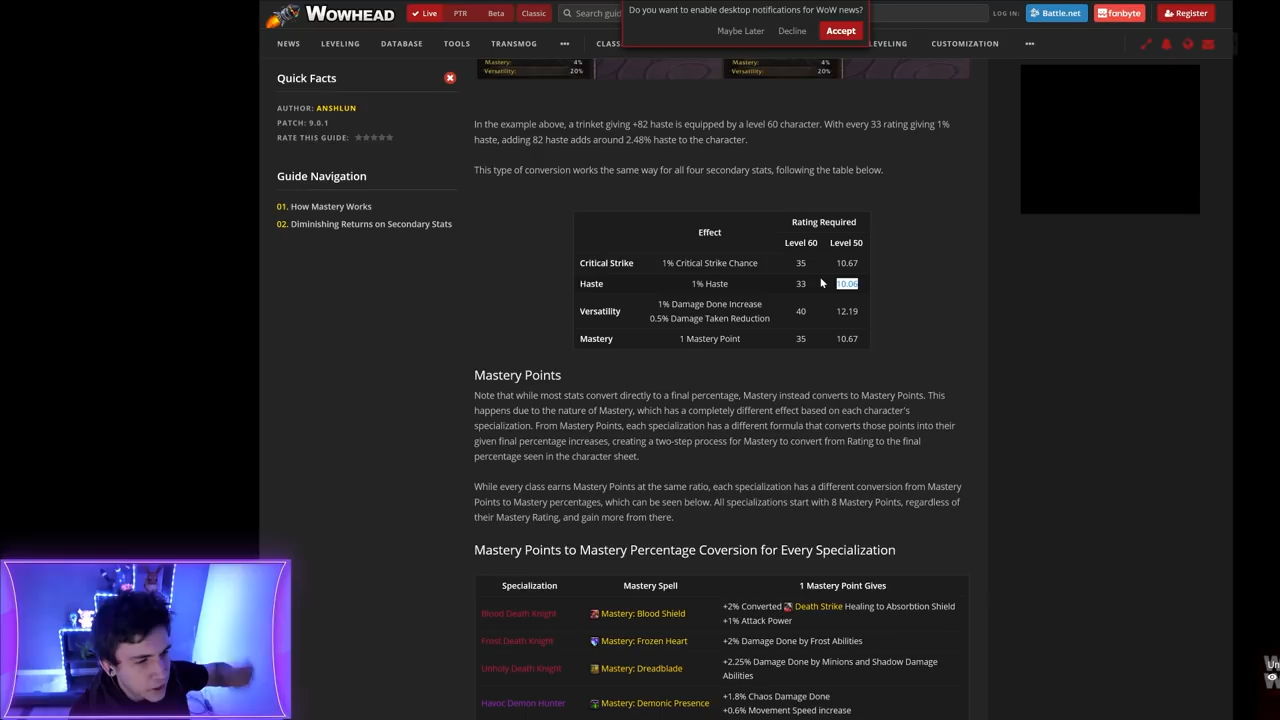 Do you want to enable desktop notifications for WoW news?
Maybe Later Decline Accept
WOWHEAD Live PTR Beta Classic Search guid LOG IN: Battle.net fanbyte Register
NEWS LEVELING DATABASE TOOLS TRANSMOG ••• CLASS LEVELING CUSTOMIZATION •••
Mastery: 4% Mastery: 4%
Versatility: 20% Versatility: 20%
Quick Facts
AUTHOR: ANSHLUN
PATCH: 9.0.1
RATE THIS GUIDE:
Guide Navigation
01. How Mastery Works
02. Diminishing Returns on Secondary Stats
In the example above, a trinket giving +82 haste is equipped by a level 60 character. With every 33 rating giving 1%
haste, adding 82 haste adds around 2.48% haste to the character.
This type of conversion works the same way for all four secondary stats, following the table below.
Effect Rating Required
Level 60 Level 50
Critical Strike 1% Critical Strike Chance 35 10.67
Haste 1% Haste 33 10.06
Versatility 1% Damage Done Increase 40 12.19
0.5% Damage Taken Reduction
Mastery 1 Mastery Point 35 10.67
Mastery Points
Note that while most stats convert directly to a final percentage, Mastery instead converts to Mastery Points. This
happens due to the nature of Mastery, which has a completely different effect based on each character's
specialization. From Mastery Points, each specialization has a different formula that converts those points into their
given final percentage increases, creating a two-step process for Mastery to convert from Rating to the final
percentage seen in the character sheet.
While every class earns Mastery Points at the same ratio, each specialization has a different conversion from Mastery
Points to Mastery percentages, which can be seen below. All specializations start with 8 Mastery Points, regardless of
their Mastery Rating, and gain more from there.
Mastery Points to Mastery Percentage Coversion for Every Specialization
Specialization Mastery Spell 1 Mastery Point Gives
Blood Death Knight Mastery: Blood Shield +2% Converted Death Strike Healing to Absorbtion Shield
+1% Attack Power
Frost Death Knight Mastery: Frozen Heart +2% Damage Done by Frost Abilities
Unholy Death Knight Mastery: Dreadblade +2.25% Damage Done by Minions and Shadow Damage
Abilities
Havoc Demon Hunter Mastery: Demonic Presence +1.8% Chaos Damage Done
+0.6% Movement Speed increase